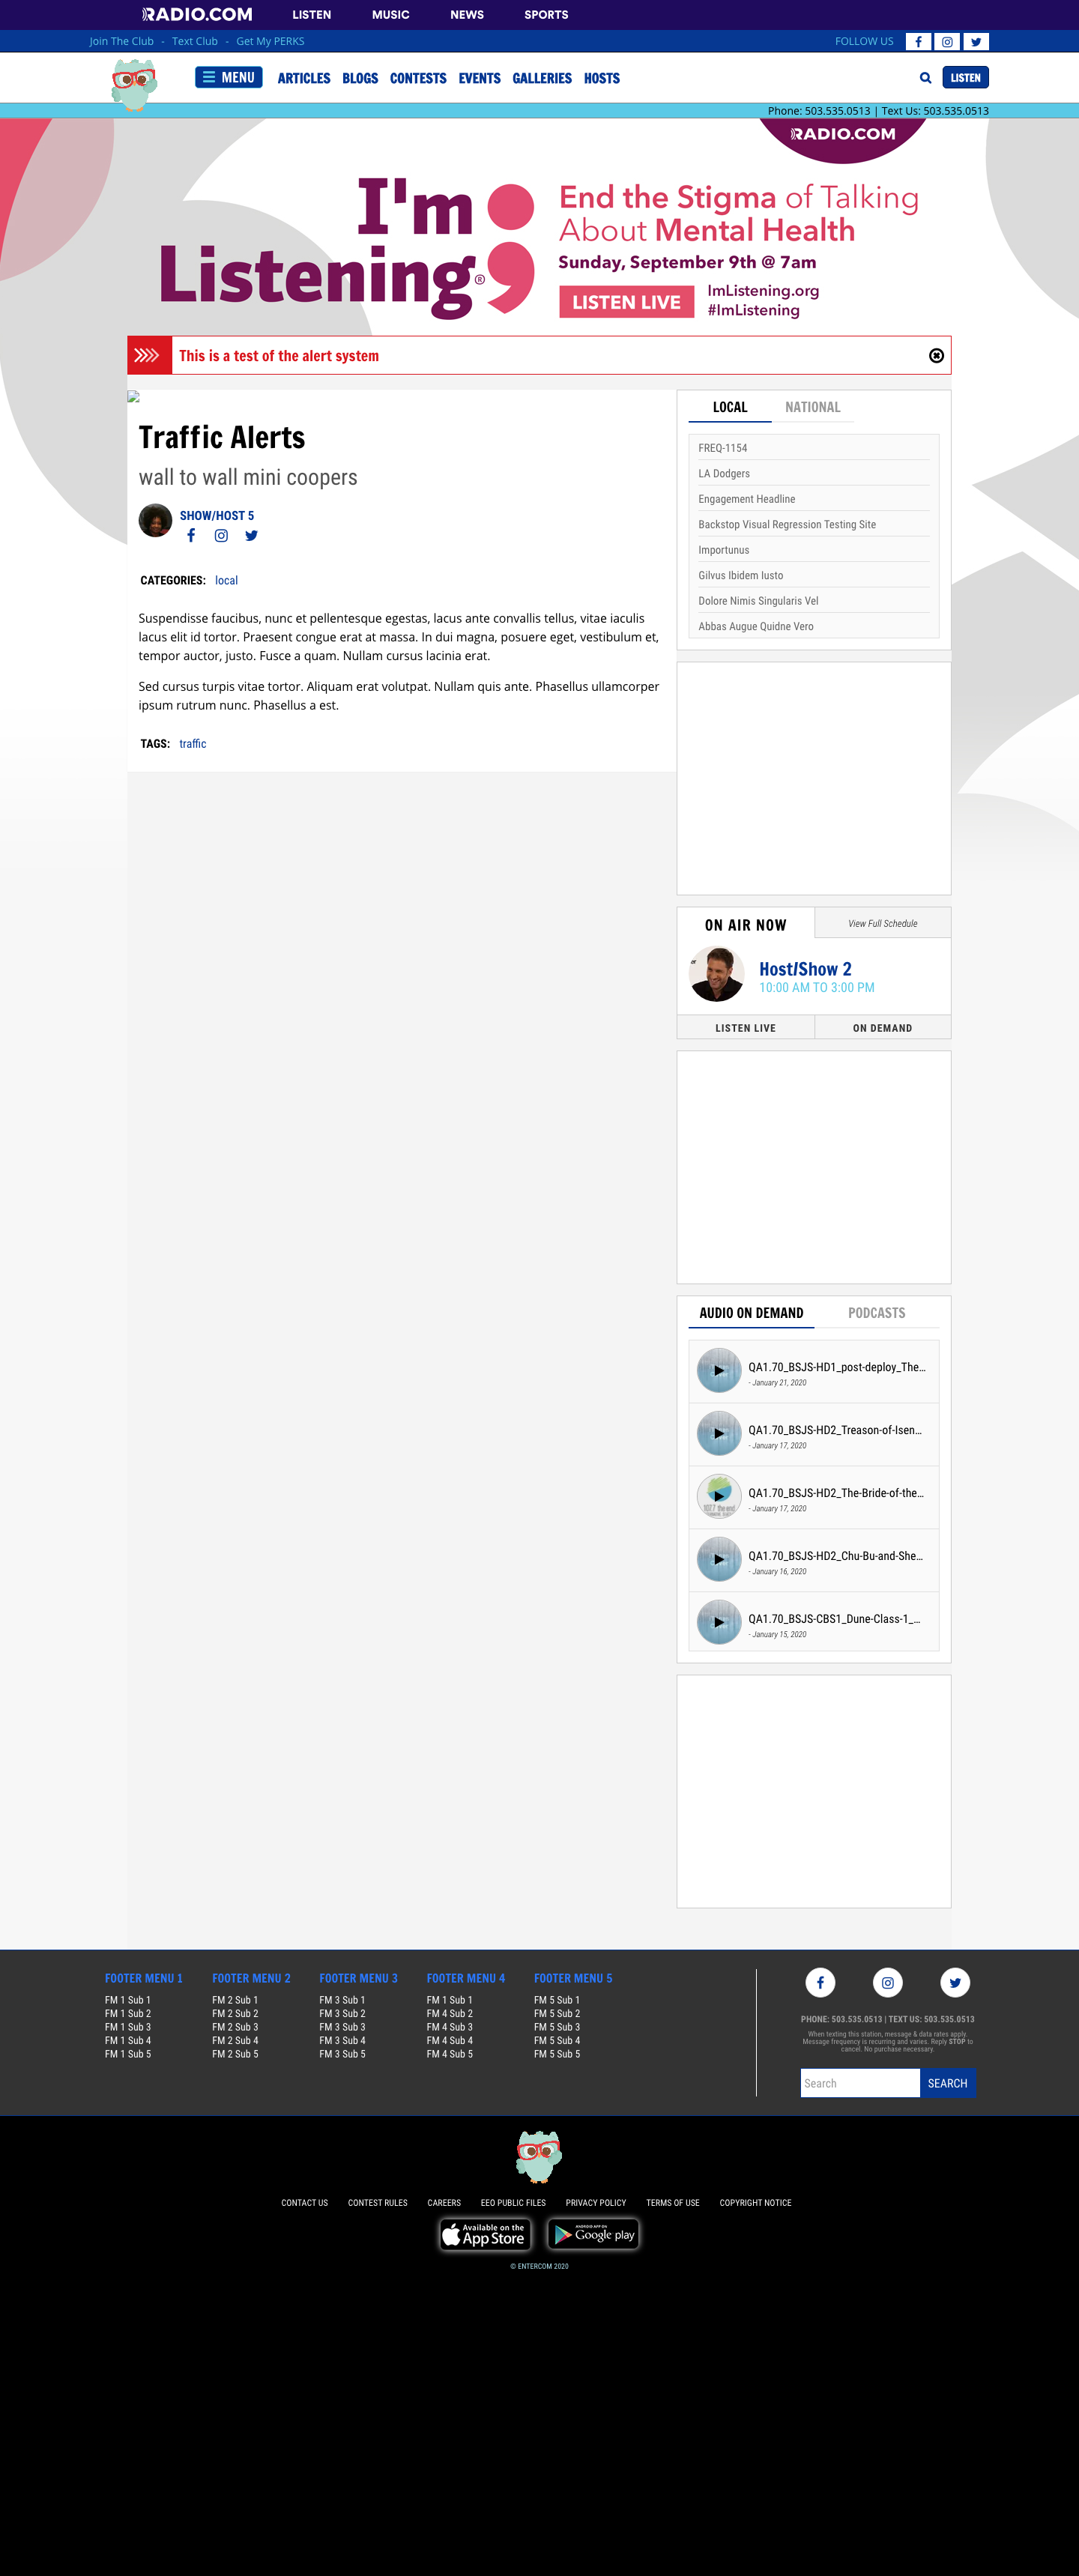 RADIO.COM LISTEN MUSIC NEWS SPORTS
Join The Club - Text Club - Get My PERKS FOLLOW US
MENU ARTICLES BLOGS CONTESTS EVENTS GALLERIES HOSTS LISTEN
Phone: 503.535.0513 | Text Us: 503.535.0513
RADIO.COM
I'm
Listening®
End the Stigma of Talking
About Mental Health
Sunday, September 9th @ 7am
LISTEN LIVE
ImListening.org
#ImListening
This is a test of the alert system
Traffic Alerts
wall to wall mini coopers
SHOW/HOST 5
CATEGORIES: local
Suspendisse faucibus, nunc et pellentesque egestas, lacus ante convallis tellus, vitae iaculis
lacus elit id tortor. Praesent congue erat at massa. In dui magna, posuere eget, vestibulum et,
tempor auctor, justo. Fusce a quam. Nullam cursus lacinia erat.
Sed cursus turpis vitae tortor. Aliquam erat volutpat. Nullam quis ante. Phasellus ullamcorper
ipsum rutrum nunc. Phasellus a est.
TAGS: traffic
LOCAL NATIONAL
FREQ-1154
LA Dodgers
Engagement Headline
Backstop Visual Regression Testing Site
Importunus
Gilvus Ibidem Iusto
Dolore Nimis Singularis Vel
Abbas Augue Quidne Vero
ON AIR NOW View Full Schedule
Host/Show 2
10:00 AM TO 3:00 PM
LISTEN LIVE ON DEMAND
AUDIO ON DEMAND PODCASTS
QA1.70_BSJS-HD1_post-deploy_The...
- January 21, 2020
QA1.70_BSJS-HD2_Treason-of-Isen...
- January 17, 2020
107.7 the end
QA1.70_BSJS-HD2_The-Bride-of-the...
- January 17, 2020
QA1.70_BSJS-HD2_Chu-Bu-and-She...
- January 16, 2020
QA1.70_BSJS-CBS1_Dune-Class-1_...
- January 15, 2020
FOOTER MENU 1
FM 1 Sub 1
FM 1 Sub 2
FM 1 Sub 3
FM 1 Sub 4
FM 1 Sub 5
FOOTER MENU 2
FM 2 Sub 1
FM 2 Sub 2
FM 2 Sub 3
FM 2 Sub 4
FM 2 Sub 5
FOOTER MENU 3
FM 3 Sub 1
FM 3 Sub 2
FM 3 Sub 3
FM 3 Sub 4
FM 3 Sub 5
FOOTER MENU 4
FM 1 Sub 1
FM 4 Sub 2
FM 4 Sub 3
FM 4 Sub 4
FM 4 Sub 5
FOOTER MENU 5
FM 5 Sub 1
FM 5 Sub 2
FM 5 Sub 3
FM 5 Sub 4
FM 5 Sub 5
PHONE: 503.535.0513 | TEXT US: 503.535.0513
When texting this station, message & data rates apply.
Message frequency is recurring and varies. Reply STOP to
cancel. No purchase necessary.
Search SEARCH
CONTACT US CONTEST RULES CAREERS EEO PUBLIC FILES PRIVACY POLICY TERMS OF USE COPYRIGHT NOTICE
Available on the
App Store
ANDROID APP ON
Google play
© ENTERCOM 2020